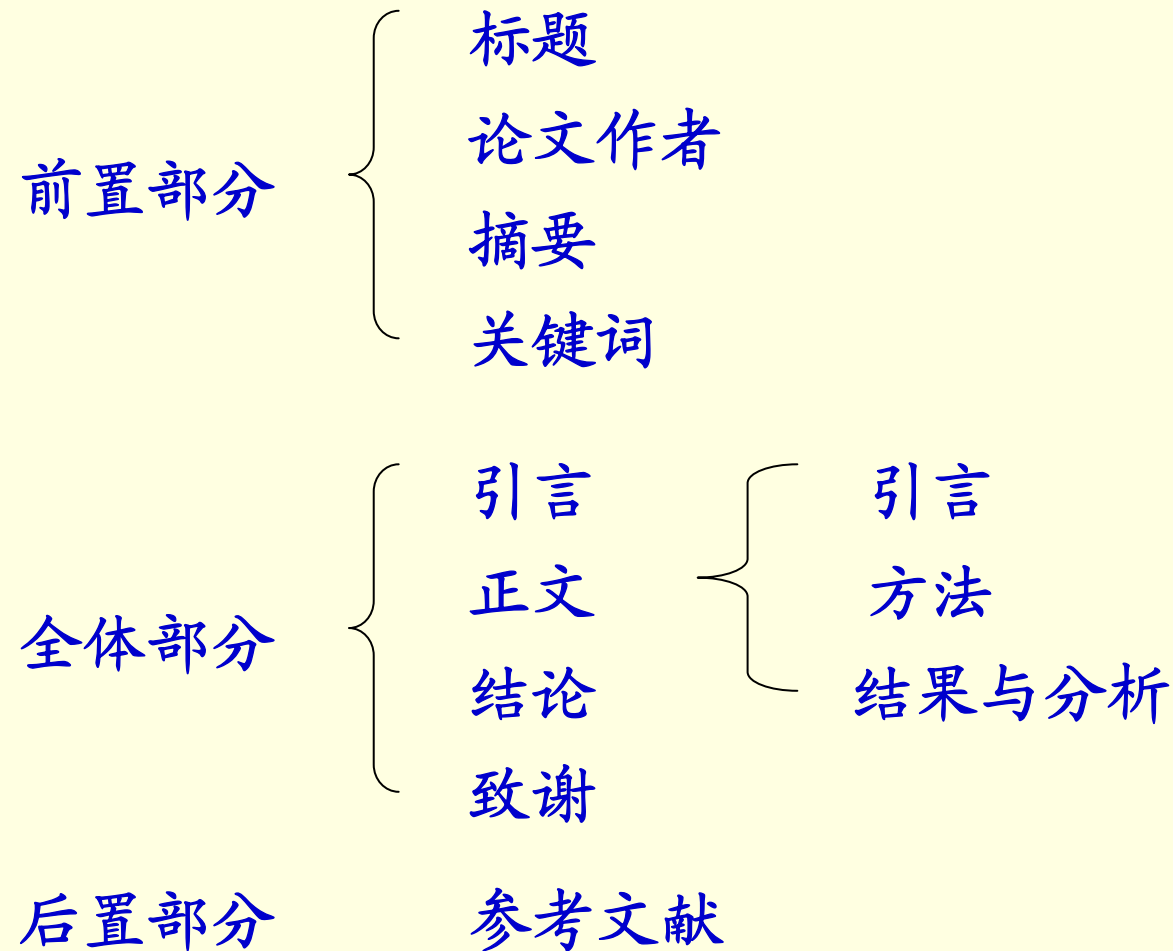 前置部分
标题
论文作者
摘要
关键词
全体部分
引言
正文
结论
致谢
引言
方法
结果与分析
后置部分
参考文献